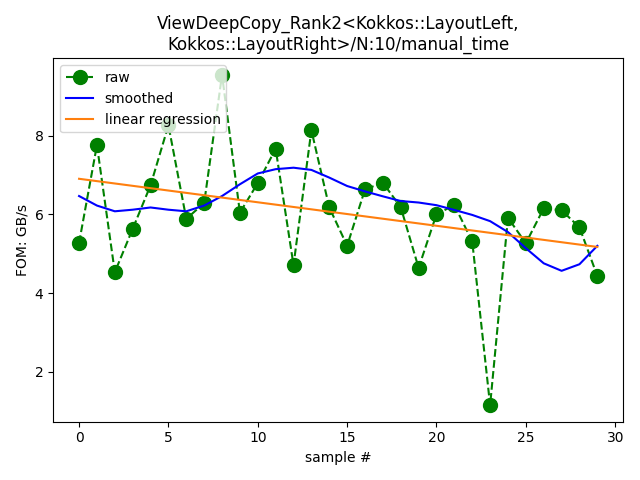 ViewDeepCopy_Rank2<Kokkos::LayoutLeft,
Kokkos::LayoutRight>/N:10/manual_time
raw
smoothed
linear regression
FOM: GB/s
8
6
4
2
0 5 10 15 20 25 30
sample #